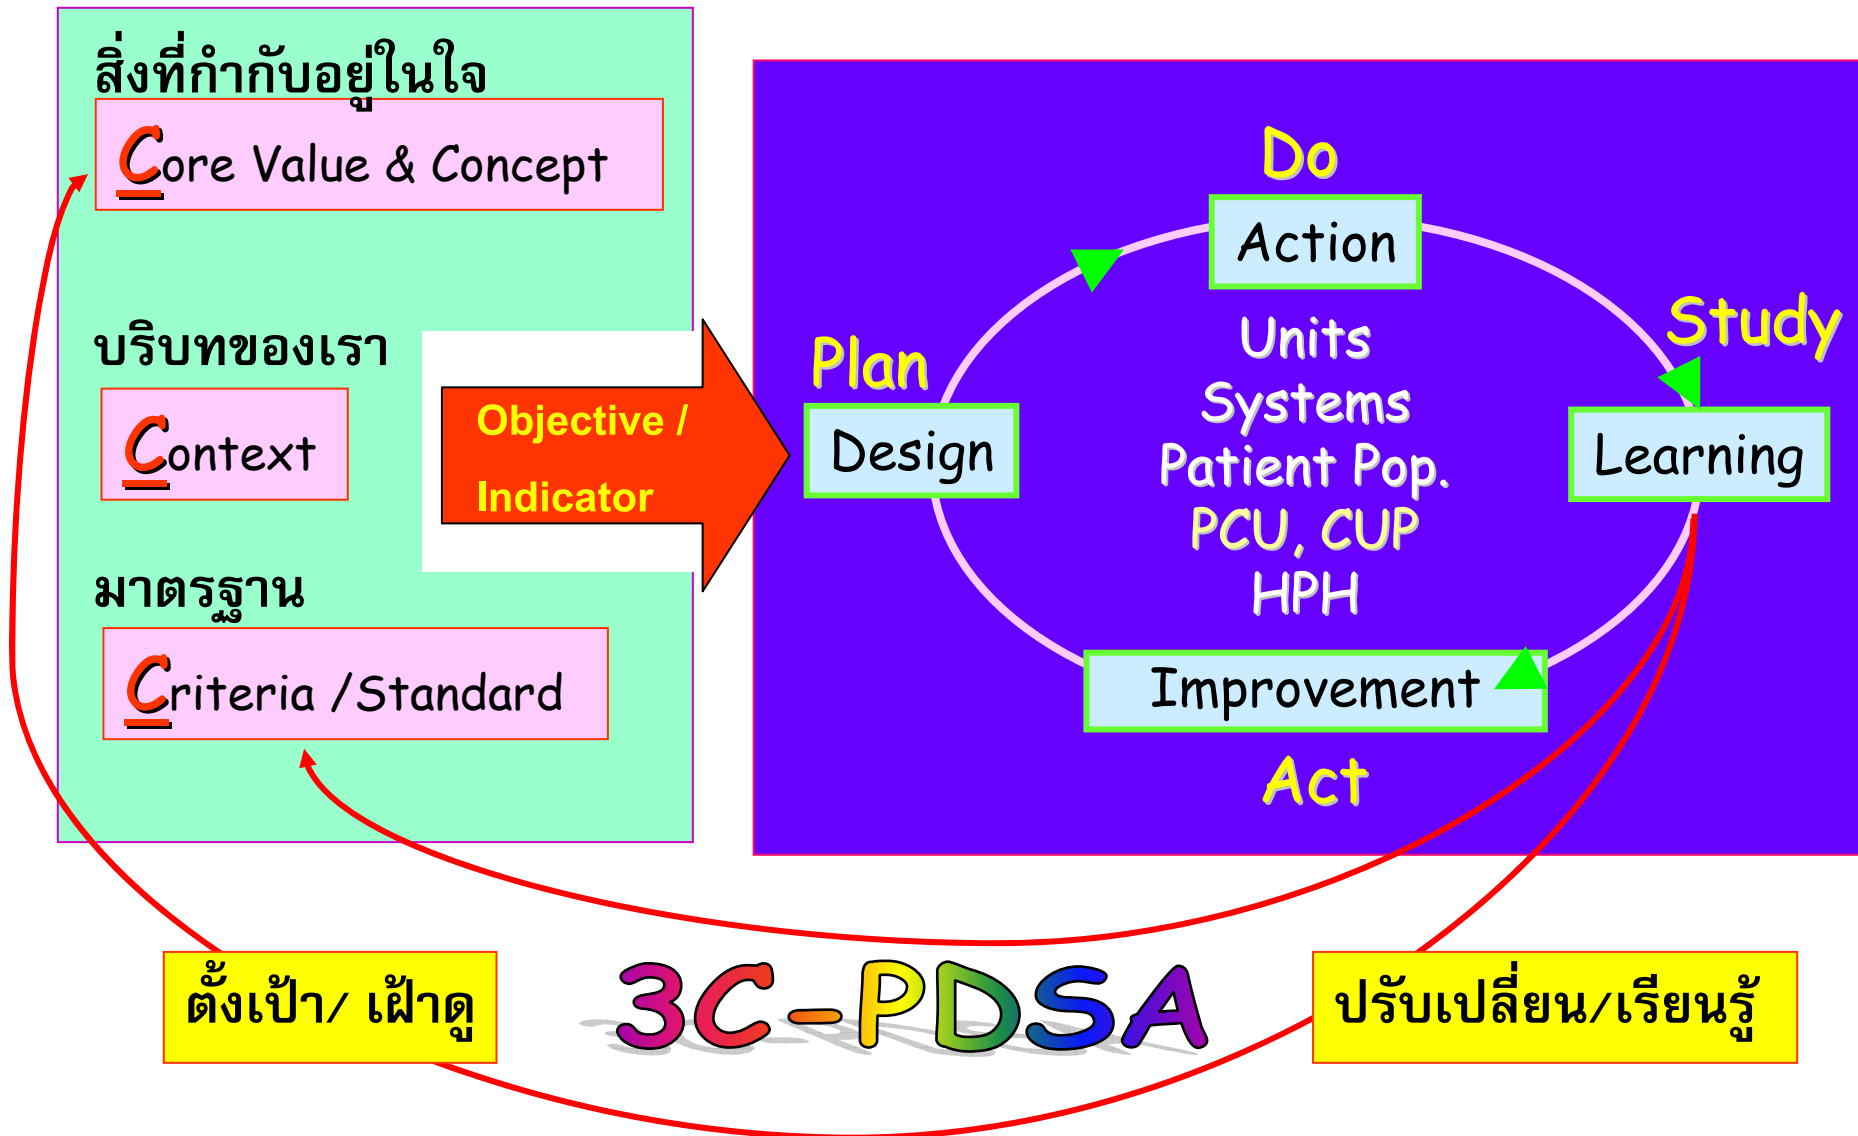 สิ่งที่กำกับอยู่ในใจ
Core Value & Concept
บริบทของเรา
Context
มาตรฐาน
Criteria /Standard
Objective /
Indicator
Do
Action
Plan
Design
Study
Learning
Units
Systems
Patient Pop.
PCU, CUP
HPH
Improvement
Act
ตั้งเป้า/ เฝ้าดู
3C-PDSA
ปรับเปลี่ยน/เรียนรู้